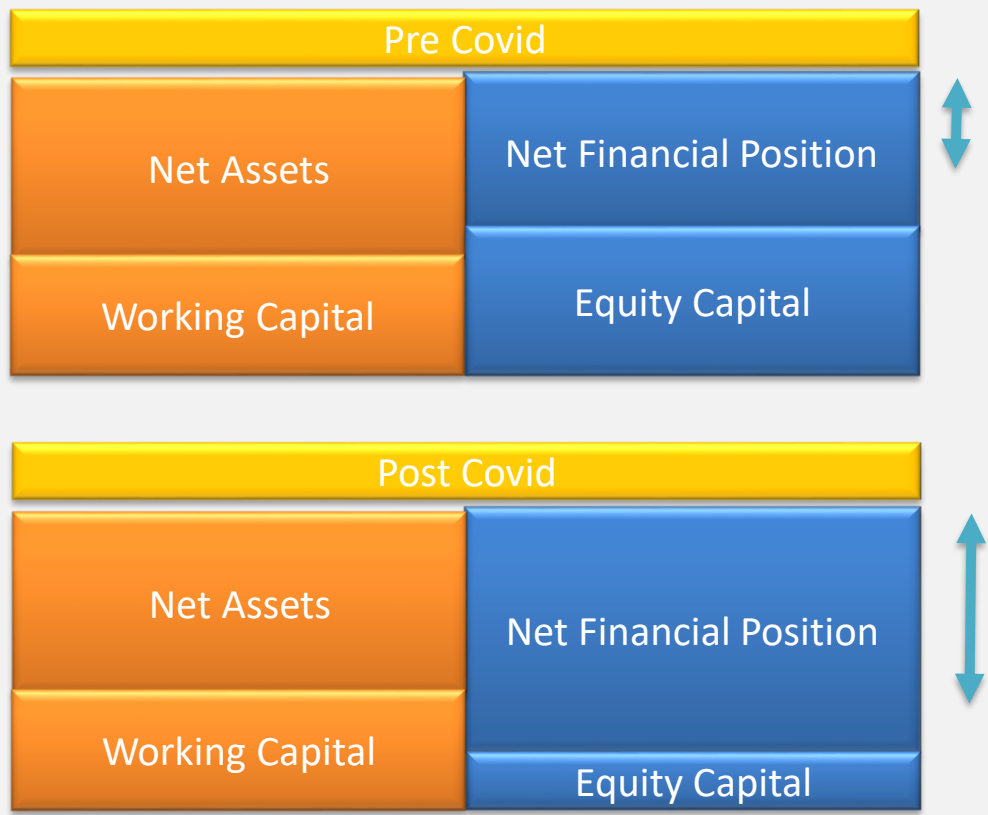 Pre Covid
Net Assets
Net Financial Position
Working Capital
Equity Capital
Post Covid
Net Assets
Net Financial Position
Working Capital
Equity Capital